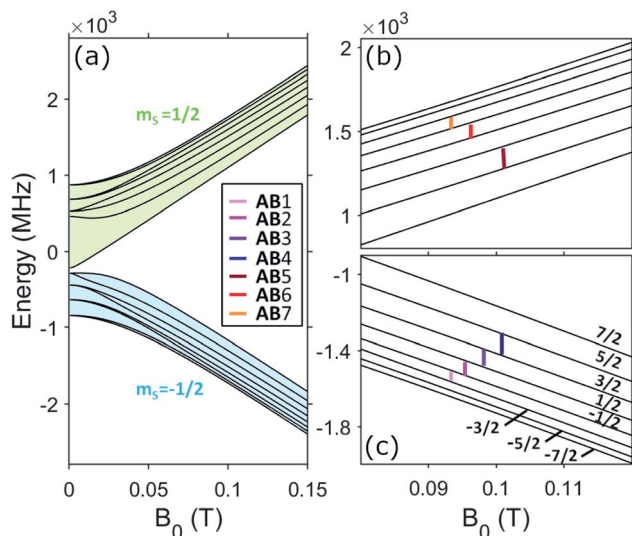 ×10³
(a)
2
1
0
-1
-2
Energy (MHz)
mₛ=1/2
mₛ=-1/2
AB1
AB2
AB3
AB4
AB5
AB6
AB7
0
0.05
0.1
0.15
B₀ (T)
×10³
(b)
2
1.5
1
-1
-1.4
-1.8
7/2
5/2
3/2
1/2
-1/2
-3/2
-5/2
-7/2
(c)
0.09
0.1
0.11
B₀ (T)